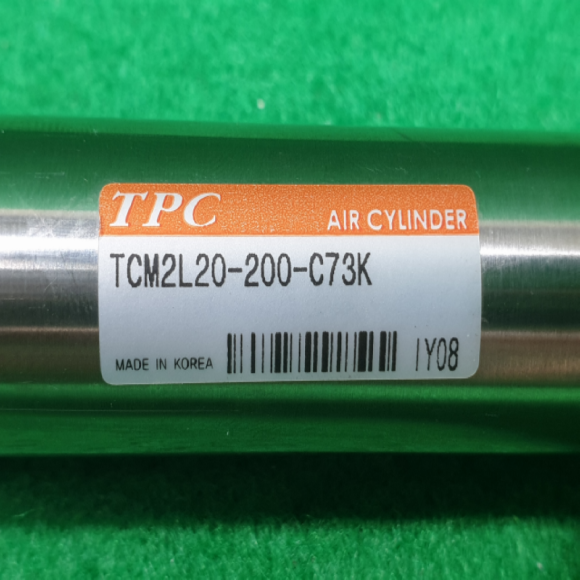 TPC AIR CYLINDER
TCM2L20-200-C73K
MADE IN KOREA IY08